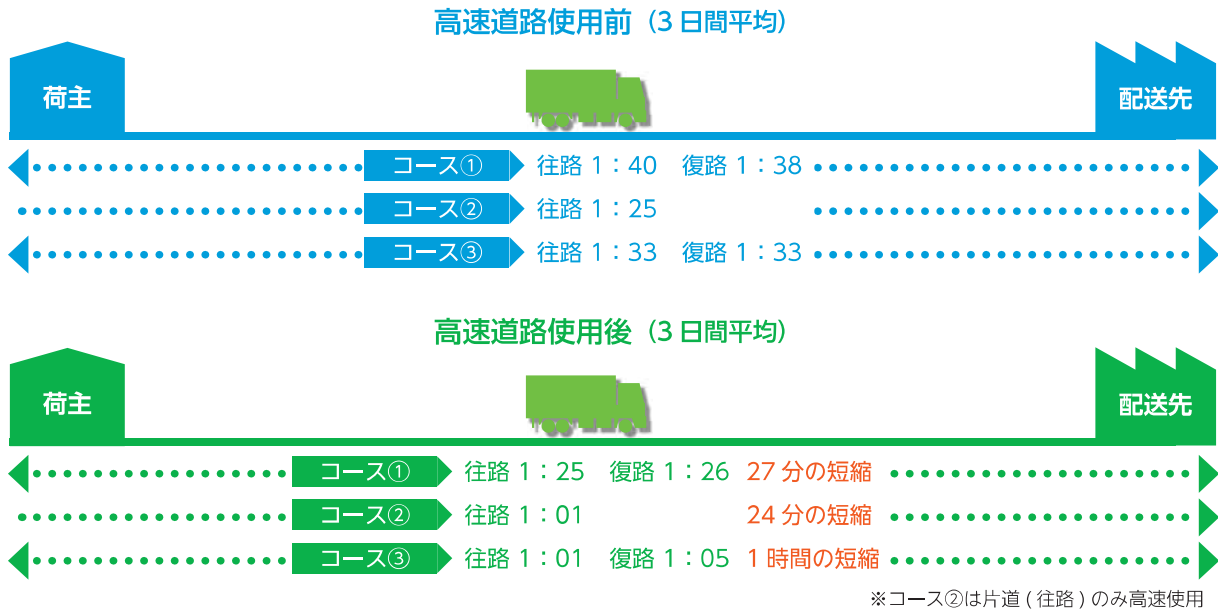 高速道路使用前（3日間平均）
荷主
配送先
コース① 往路 1：40 復路 1：38
コース② 往路 1：25
コース③ 往路 1：33 復路 1：33
高速道路使用後（3日間平均）
荷主
配送先
コース① 往路 1：25 復路 1：26 27分の短縮
コース② 往路 1：01 24分の短縮
コース③ 往路 1：01 復路 1：05 1時間の短縮
※コース②は片道(往路)のみ高速使用